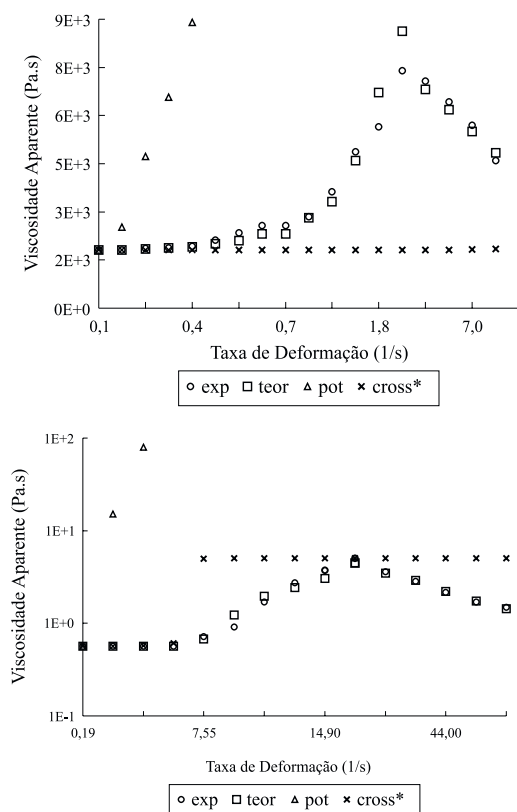 9E+3
8E+3
6E+3
5E+3
3E+3
2E+3
0E+0
Viscosidade Aparente (Pa.s)
0,1
0,4
0,7
1,8
7,0
Taxa de Deformação (1/s)
exp teor pot cross*
1E+2
1E+1
1E+0
1E-1
Viscosidade Aparente (Pa.s)
0,19
7,55
14,90
44,00
Taxa de Deformação (1/s)
exp teor pot cross*